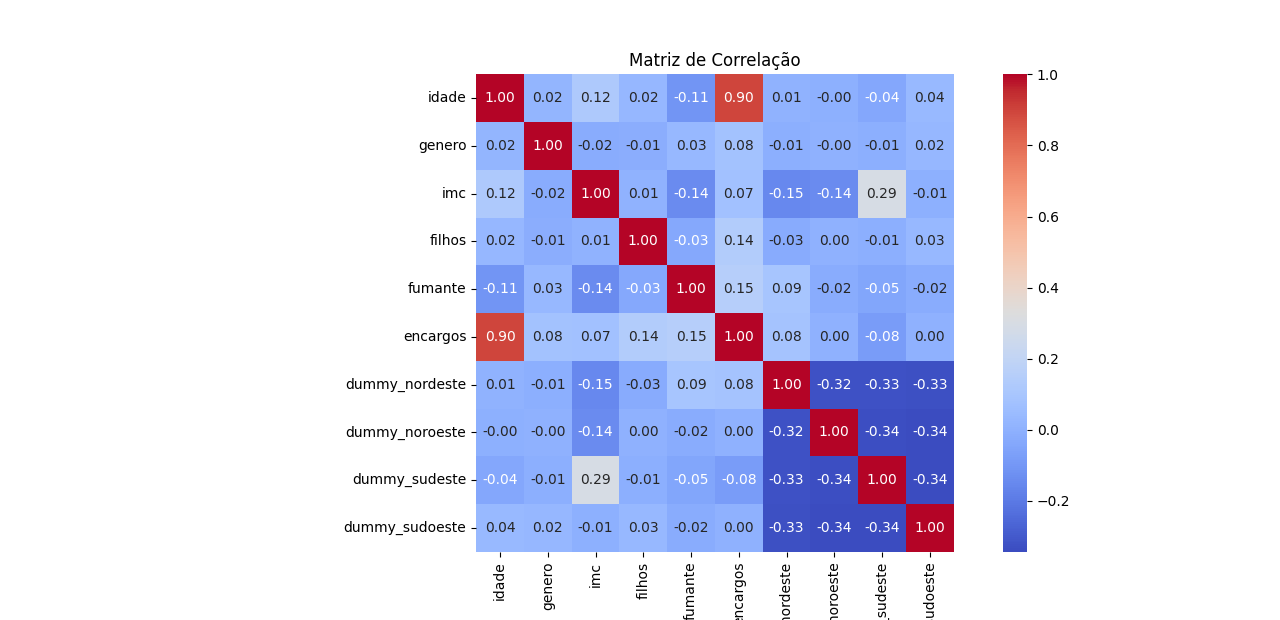 Matriz de Correlação
idade 1.00 0.02 0.12 0.02 -0.11 0.90 0.01 -0.00 -0.04 0.04
genero 0.02 1.00 -0.02 -0.01 0.03 0.08 -0.01 -0.00 -0.01 0.02
imc 0.12 -0.02 1.00 0.01 -0.14 0.07 -0.15 -0.14 0.29 -0.01
filhos 0.02 -0.01 0.01 1.00 -0.03 0.14 -0.03 0.00 -0.01 0.03
fumante -0.11 0.03 -0.14 -0.03 1.00 0.15 0.09 -0.02 -0.05 -0.02
encargos 0.90 0.08 0.07 0.14 0.15 1.00 0.08 0.00 -0.08 0.00
dummy_nordeste 0.01 -0.01 -0.15 -0.03 0.09 0.08 1.00 -0.32 -0.33 -0.33
dummy_noroeste -0.00 -0.00 -0.14 0.00 -0.02 0.00 -0.32 1.00 -0.34 -0.34
dummy_sudeste -0.04 -0.01 0.29 -0.01 -0.05 -0.08 -0.33 -0.34 1.00 -0.34
dummy_sudoeste 0.04 0.02 -0.01 0.03 -0.02 0.00 -0.33 -0.34 -0.34 1.00
idade
genero
imc
filhos
fumante
encargos
nordeste
noroeste
_sudeste
sudoeste
1.0
0.8
0.6
0.4
0.2
0.0
−0.2